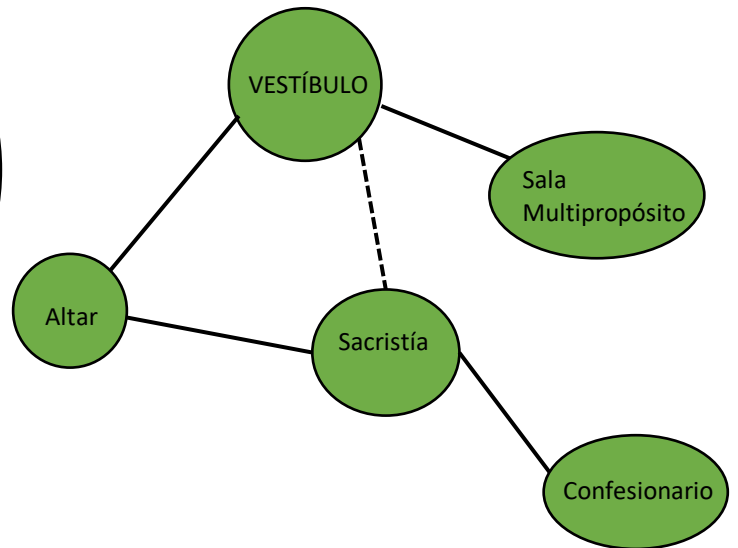 VESTÍBULO
Sala
Multipropósito
Altar
Sacristía
Confesionario